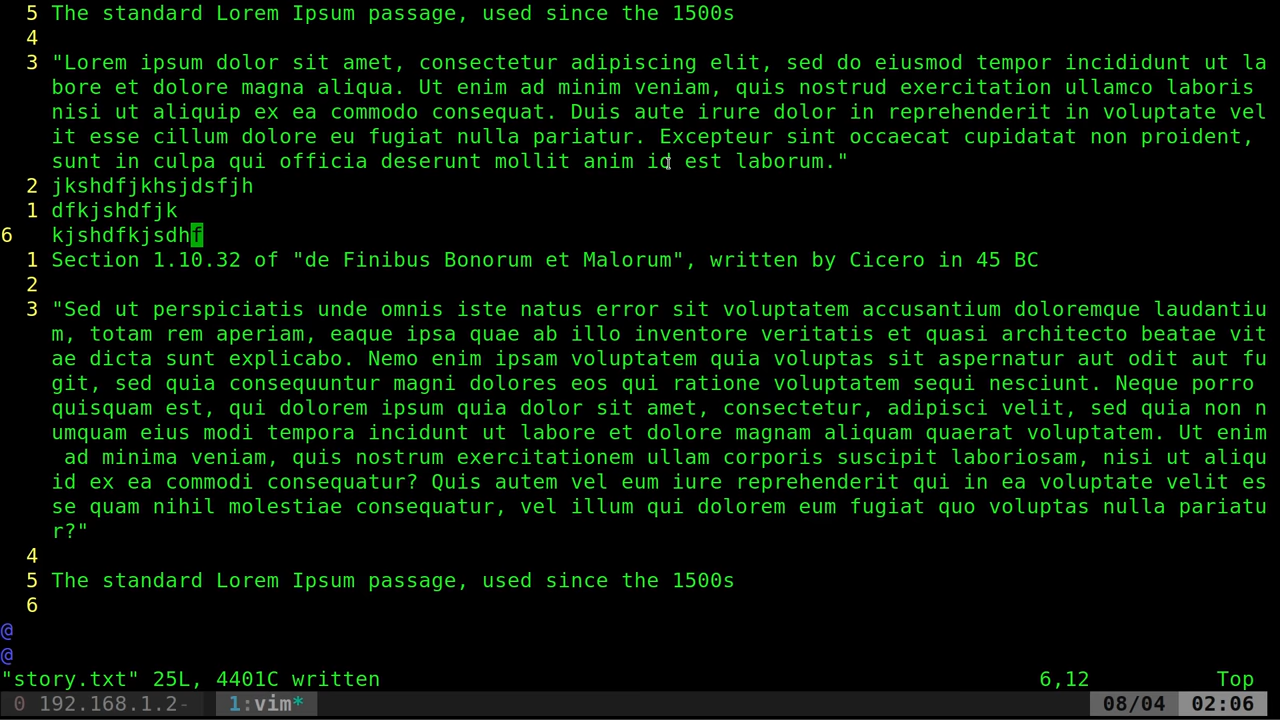 5 The standard Lorem Ipsum passage, used since the 1500s
4
3 "Lorem ipsum dolor sit amet, consectetur adipiscing elit, sed do eiusmod tempor incididunt ut la
bore et dolore magna aliqua. Ut enim ad minim veniam, quis nostrud exercitation ullamco laboris
nisi ut aliquip ex ea commodo consequat. Duis aute irure dolor in reprehenderit in voluptate vel
it esse cillum dolore eu fugiat nulla pariatur. Excepteur sint occaecat cupidatat non proident,
sunt in culpa qui officia deserunt mollit anim id est laborum."
2 jkshdfjkhsjdsfjh
1 dfkjshdfjk
6 kjshdfkjsdhf
1 Section 1.10.32 of "de Finibus Bonorum et Malorum", written by Cicero in 45 BC
2
3 "Sed ut perspiciatis unde omnis iste natus error sit voluptatem accusantium doloremque laudantiu
m, totam rem aperiam, eaque ipsa quae ab illo inventore veritatis et quasi architecto beatae vit
ae dicta sunt explicabo. Nemo enim ipsam voluptatem quia voluptas sit aspernatur aut odit aut fu
git, sed quia consequuntur magni dolores eos qui ratione voluptatem sequi nesciunt. Neque porro
quisquam est, qui dolorem ipsum quia dolor sit amet, consectetur, adipisci velit, sed quia non n
umquam eius modi tempora incidunt ut labore et dolore magnam aliquam quaerat voluptatem. Ut enim
ad minima veniam, quis nostrum exercitationem ullam corporis suscipit laboriosam, nisi ut aliqu
id ex ea commodi consequatur? Quis autem vel eum iure reprehenderit qui in ea voluptate velit es
se quam nihil molestiae consequatur, vel illum qui dolorem eum fugiat quo voluptas nulla pariatu
r?"
4
5 The standard Lorem Ipsum passage, used since the 1500s
6
@
@
"story.txt" 25L, 4401C written 6,12 Top
0 192.168.1.2- 1:vim* 08/04 02:06